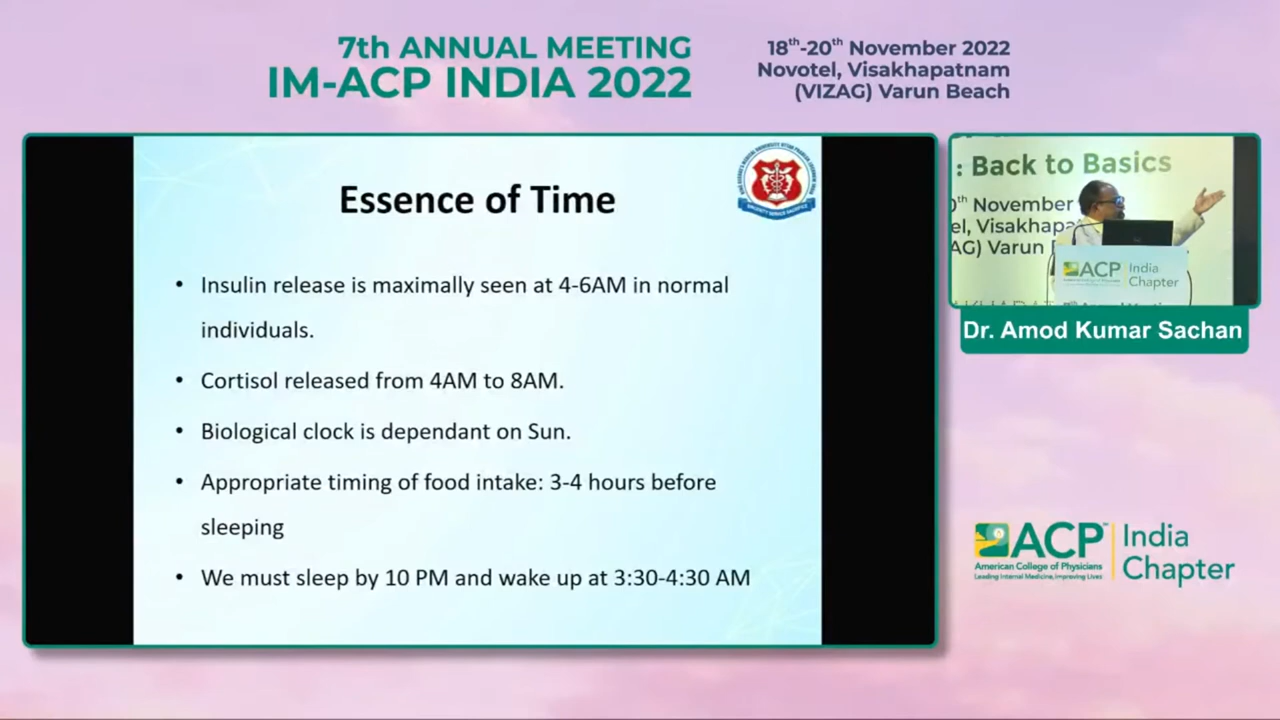 7th ANNUAL MEETING
IM-ACP INDIA 2022
18th-20th November 2022
Novotel, Visakhapatnam
(VIZAG) Varun Beach
Essence of Time
• Insulin release is maximally seen at 4-6AM in normal
individuals.
• Cortisol released from 4AM to 8AM.
• Biological clock is dependant on Sun.
• Appropriate timing of food intake: 3-4 hours before
sleeping
• We must sleep by 10 PM and wake up at 3:30-4:30 AM
: Back to Basics
November
el, Visakhapa
AG) Varun
ACP India
Chapter
Dr. Amod Kumar Sachan
ACP India
Chapter
American College of Physicians
Leading Internal Medicine, Improving Lives